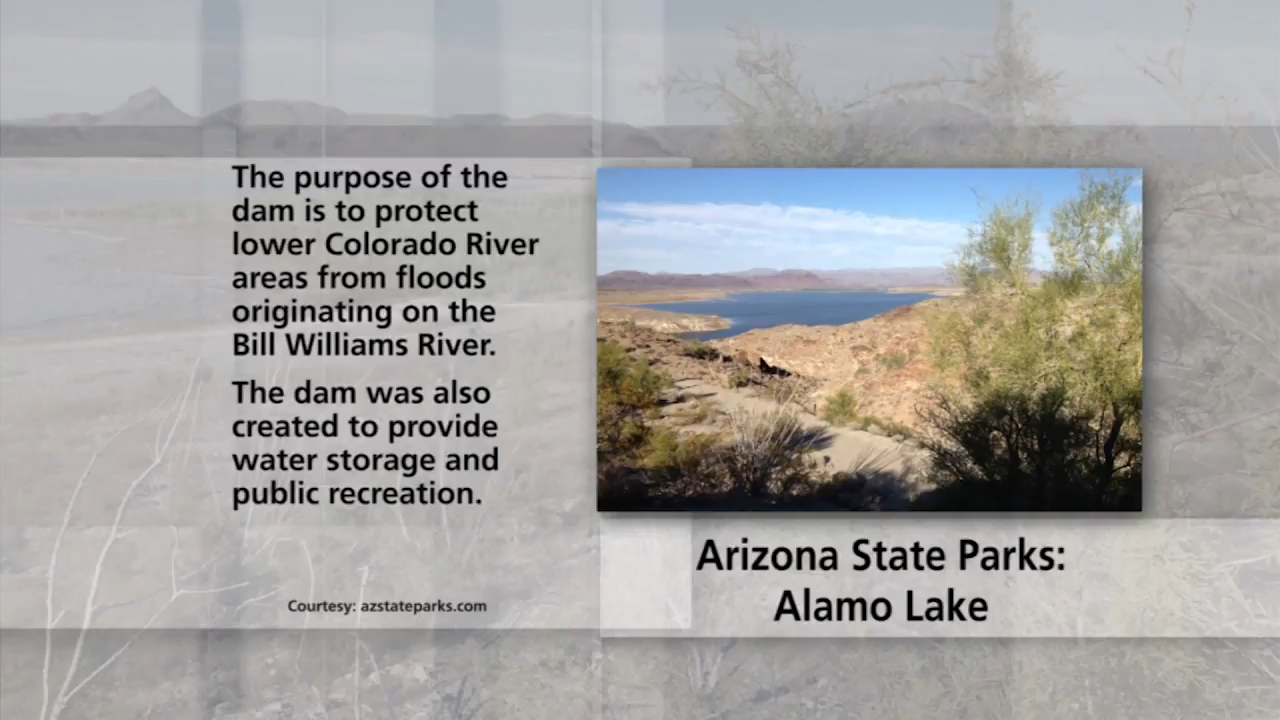 The purpose of the
dam is to protect
lower Colorado River
areas from floods
originating on the
Bill Williams River.
The dam was also
created to provide
water storage and
public recreation.
Courtesy: azstateparks.com
Arizona State Parks:
Alamo Lake